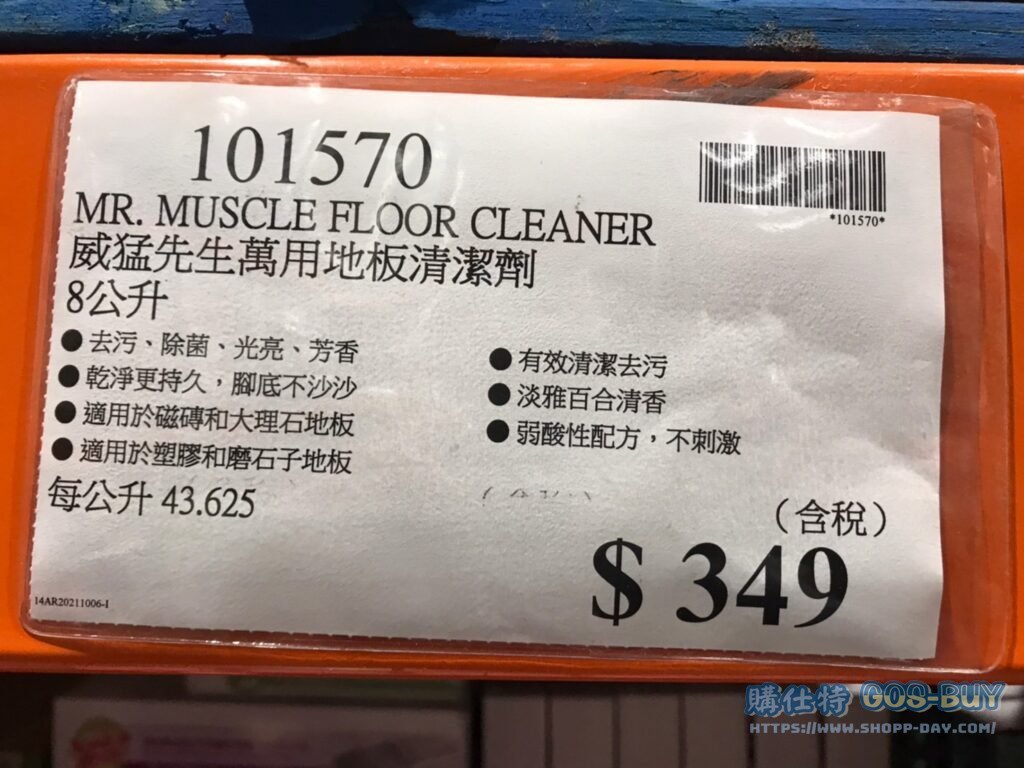 101570
*101570*
MR. MUSCLE FLOOR CLEANER
威猛先生萬用地板清潔劑
8公升
●去污、除菌、光亮、芳香
●乾淨更持久，腳底不沙沙
●適用於磁磚和大理石地板
●適用於塑膠和磨石子地板
●有效清潔去污
●淡雅百合清香
●弱酸性配方，不刺激
每公升 43.625
（含稅）
$ 349
14AR20211006-I
購仕特 GOS-BUY
HTTPS://WWW.SHOPP-DAY.COM/